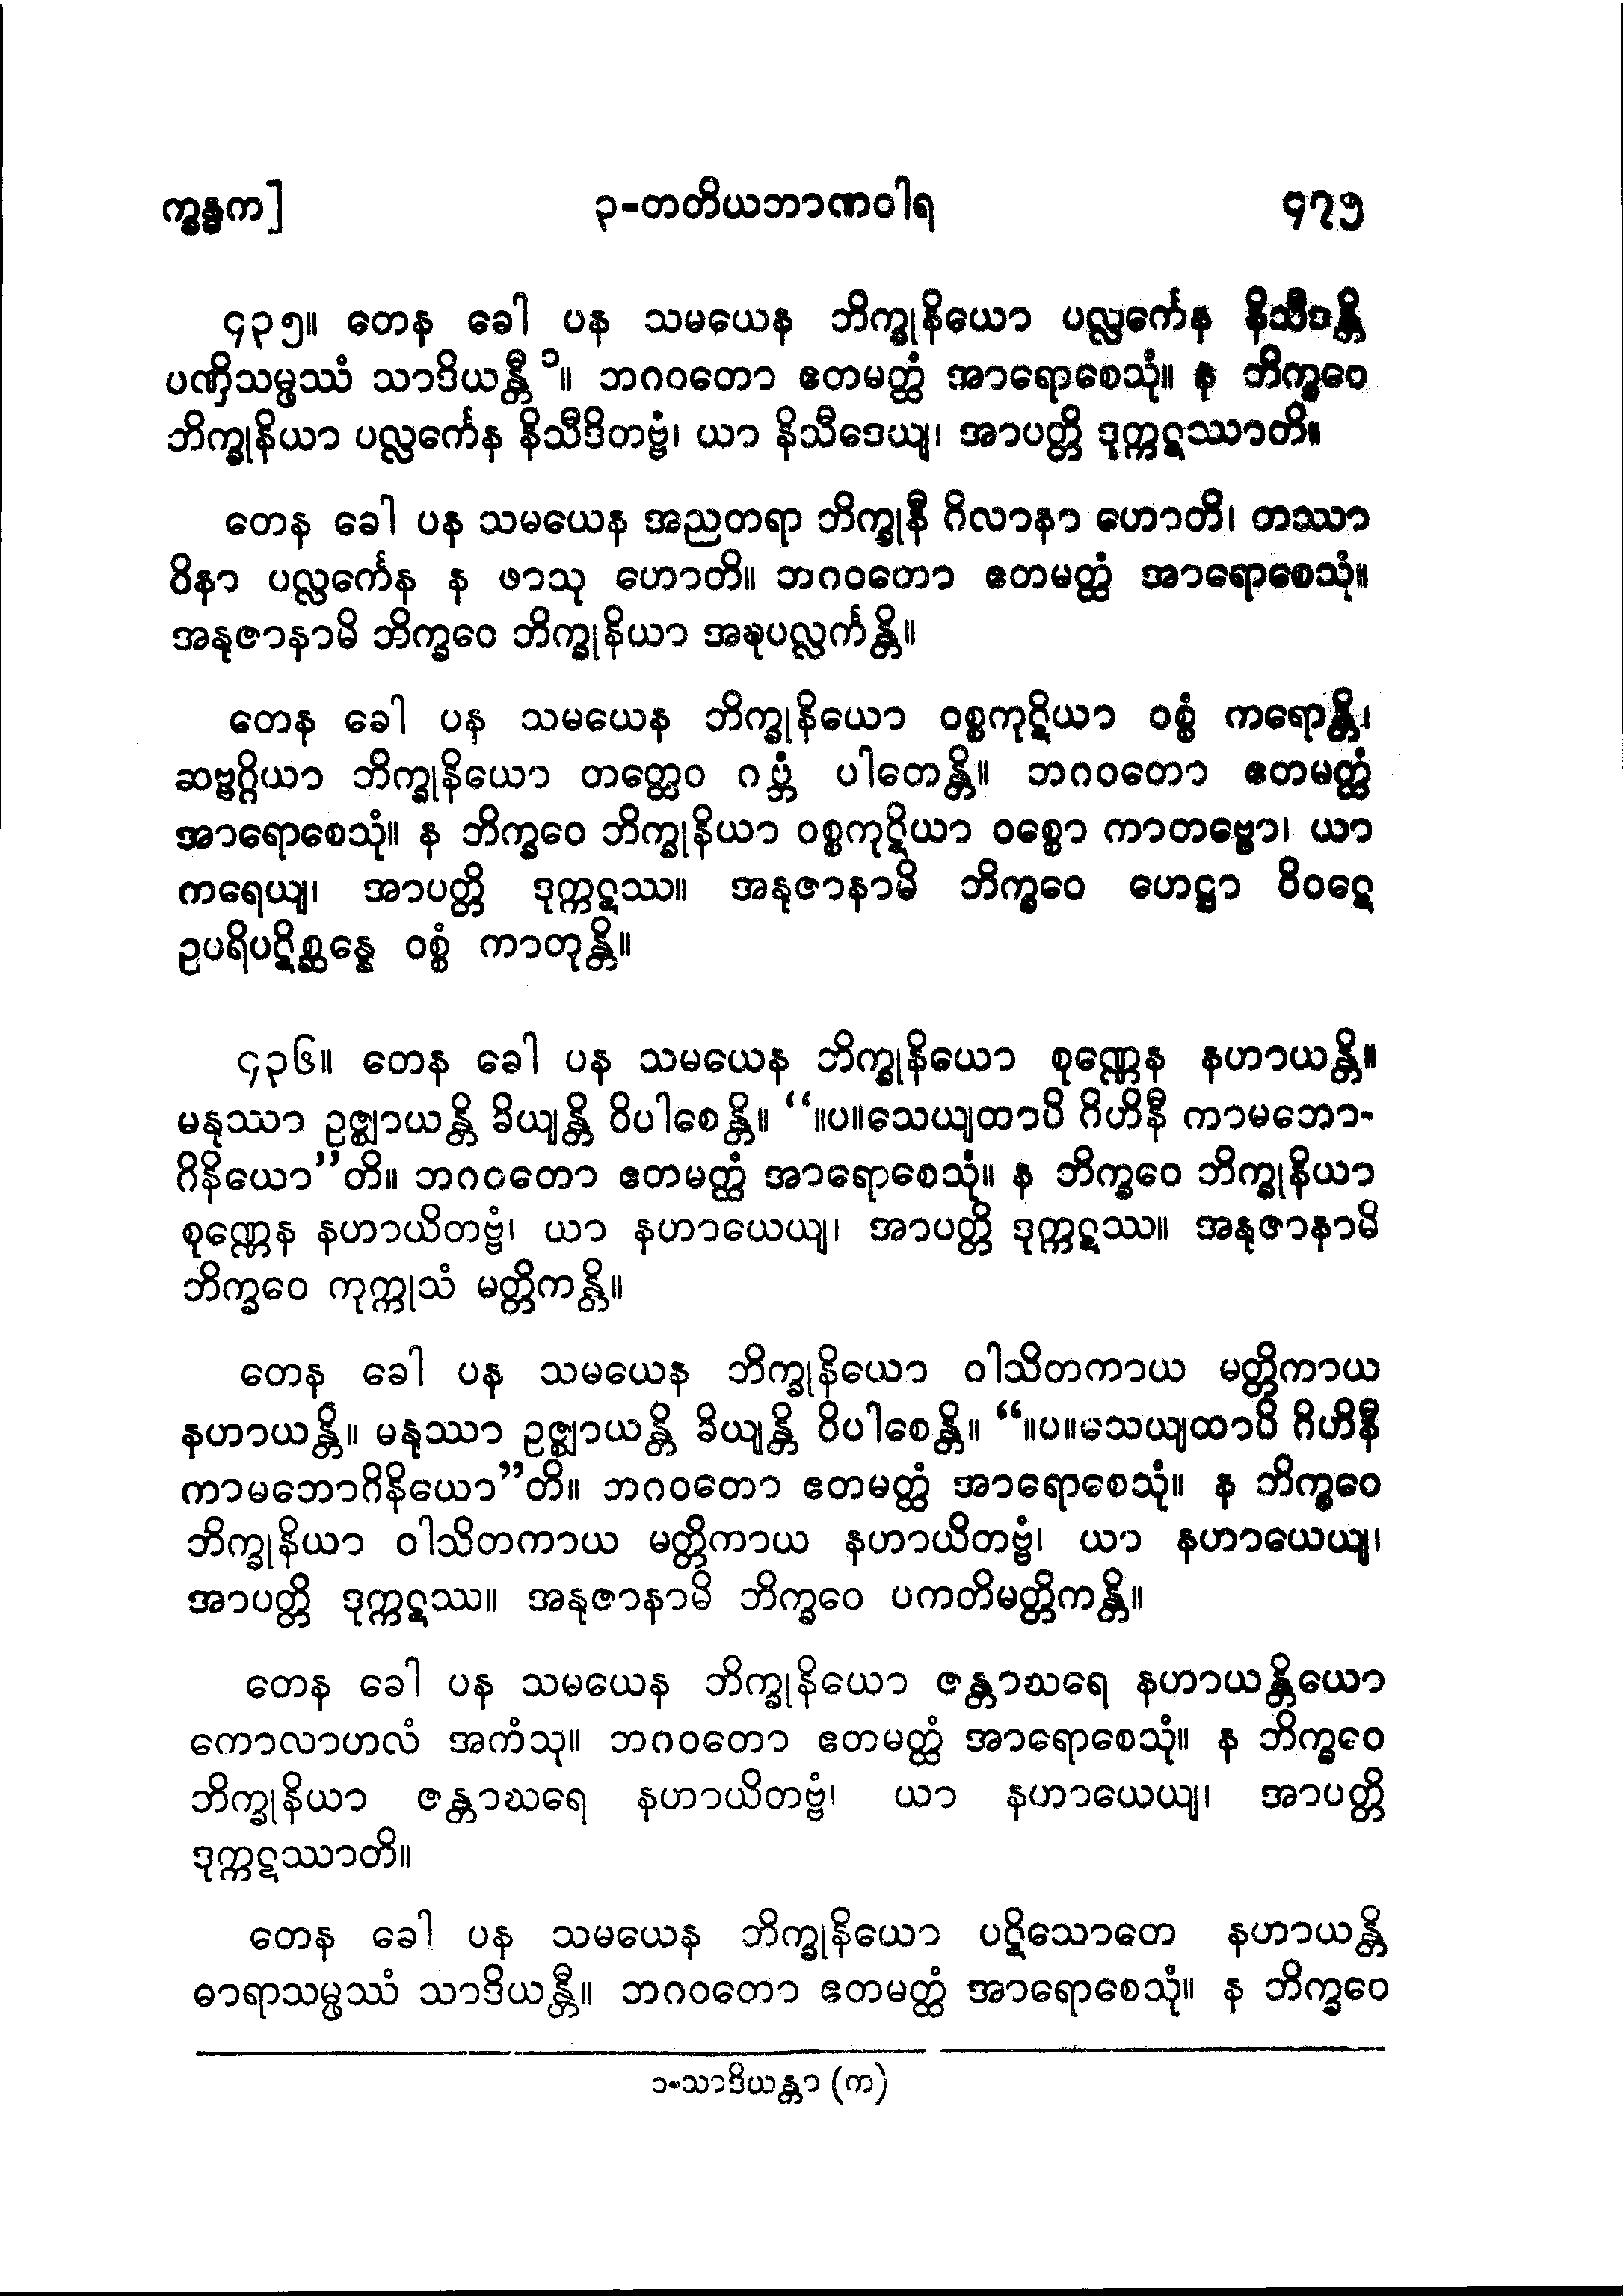 က္ခန္ဓက]
၃-တတိယဘာဏဝါရ
၄၇၅
၄၃၅။ တေန ခေါ ပန သမယေန ဘိက္ခုနိယော ပလ္လင်္ကေန နိသီဒန္တိ
ပဏှိသမ္ဖဿံ သာဒိယန္တီ ၁။ ဘဂဝတော ဧတမတ္ထံ အာရောစေသုံ။ န ဘိက္ခဝေ
ဘိက္ခုနိယာ ပလ္လင်္ကေန နိသီဒိတဗ္ဗံ၊ ယာ နိသီဒေယျ၊ အာပတ္တိ ဒုက္ကဋဿာတိ။
တေန ခေါ ပန သမယေန အညတရာ ဘိက္ခုနီ ဂိလာနာ ဟောတိ၊ တဿာ
ဝိနာ ပလ္လင်္ကေန န ဖာသု ဟောတိ။ ဘဂဝတော ဧတမတ္ထံ အာရောစေသုံ။
အနုဇာနာမိ ဘိက္ခဝေ ဘိက္ခုနိယာ အဍ္ဎပလ္လင်္ကန္တိ။
တေန ခေါ ပန သမယေန ဘိက္ခုနိယော ဝစ္စကုဋိယာ ဝစ္စံ ကရောန္တိ၊
ဆဗ္ဗဂ္ဂိယာ ဘိက္ခုနိယော တတ္ထေဝ ဂဗ္ဘံ ပါတေန္တိ။ ဘဂဝတော ဧတမတ္ထံ
အာရောစေသုံ။ န ဘိက္ခဝေ ဘိက္ခုနိယာ ဝစ္စကုဋိယာ ဝစ္စော ကာတဗ္ဗော၊ ယာ
ကရေယျ၊ အာပတ္တိ ဒုက္ကဋဿ။ အနုဇာနာမိ ဘိက္ခဝေ ဟေဋ္ဌာ ဝိဝဋေ
ဥပရိပဋိစ္ဆန္နေ ဝစ္စံ ကာတုန္တိ။
၄၃၆။ တေန ခေါ ပန သမယေန ဘိက္ခုနိယော စုဏ္ဏေန နဟာယန္တိ။
မနုဿာ ဥဇ္ဈာယန္တိ ခိယျန္တိ ဝိပါစေန္တိ။ “။ပ။သေယျထာပိ ဂိဟိနီ ကာမဘော-
ဂိနိယော”တိ။ ဘဂဝတော ဧတမတ္ထံ အာရောစေသုံ။ န ဘိက္ခဝေ ဘိက္ခုနိယာ
စုဏ္ဏေန နဟာယိတဗ္ဗံ၊ ယာ နဟာယေယျ၊ အာပတ္တိ ဒုက္ကဋဿ။ အနုဇာနာမိ
ဘိက္ခဝေ ကုက္ကုသံ မတ္တိကန္တိ။
တေန ခေါ ပန သမယေန ဘိက္ခုနိယော ဝါသိတကာယ မတ္တိကာယ
နဟာယန္တိ။ မနုဿာ ဥဇ္ဈာယန္တိ ခိယျန္တိ ဝိပါစေန္တိ။ “။ပ။သေယျထာပိ ဂိဟိနီ
ကာမဘောဂိနိယော”တိ။ ဘဂဝတော ဧတမတ္ထံ အာရောစေသုံ။ န ဘိက္ခဝေ
ဘိက္ခုနိယာ ဝါသိတကာယ မတ္တိကာယ နဟာယိတဗ္ဗံ၊ ယာ နဟာယေယျ၊
အာပတ္တိ ဒုက္ကဋဿ။ အနုဇာနာမိ ဘိက္ခဝေ ပကတိမတ္တိကန္တိ။
တေန ခေါ ပန သမယေန ဘိက္ခုနိယော ဇန္တာဃရေ နဟာယန္တိယော
ကောလာဟလံ အကံသု။ ဘဂဝတော ဧတမတ္ထံ အာရောစေသုံ။ န ဘိက္ခဝေ
ဘိက္ခုနိယာ ဇန္တာဃရေ နဟာယိတဗ္ဗံ၊ ယာ နဟာယေယျ၊ အာပတ္တိ
ဒုက္ကဋဿာတိ။
တေန ခေါ ပန သမယေန ဘိက္ခုနိယော ပဋိသောတေ နဟာယန္တိ
ဓာရာသမ္ဖဿံ သာဒိယန္တီ။ ဘဂဝတော ဧတမတ္ထံ အာရောစေသုံ။ န ဘိက္ခဝေ
၁-သာဒိယန္တာ (က)